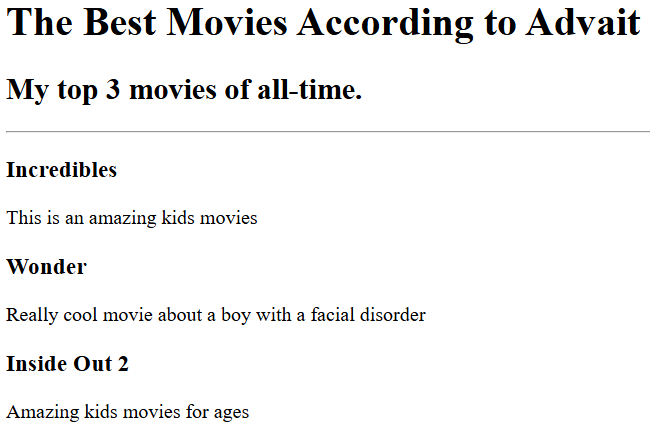 The Best Movies According to Advait
My top 3 movies of all-time.
Incredibles
This is an amazing kids movies
Wonder
Really cool movie about a boy with a facial disorder
Inside Out 2
Amazing kids movies for ages